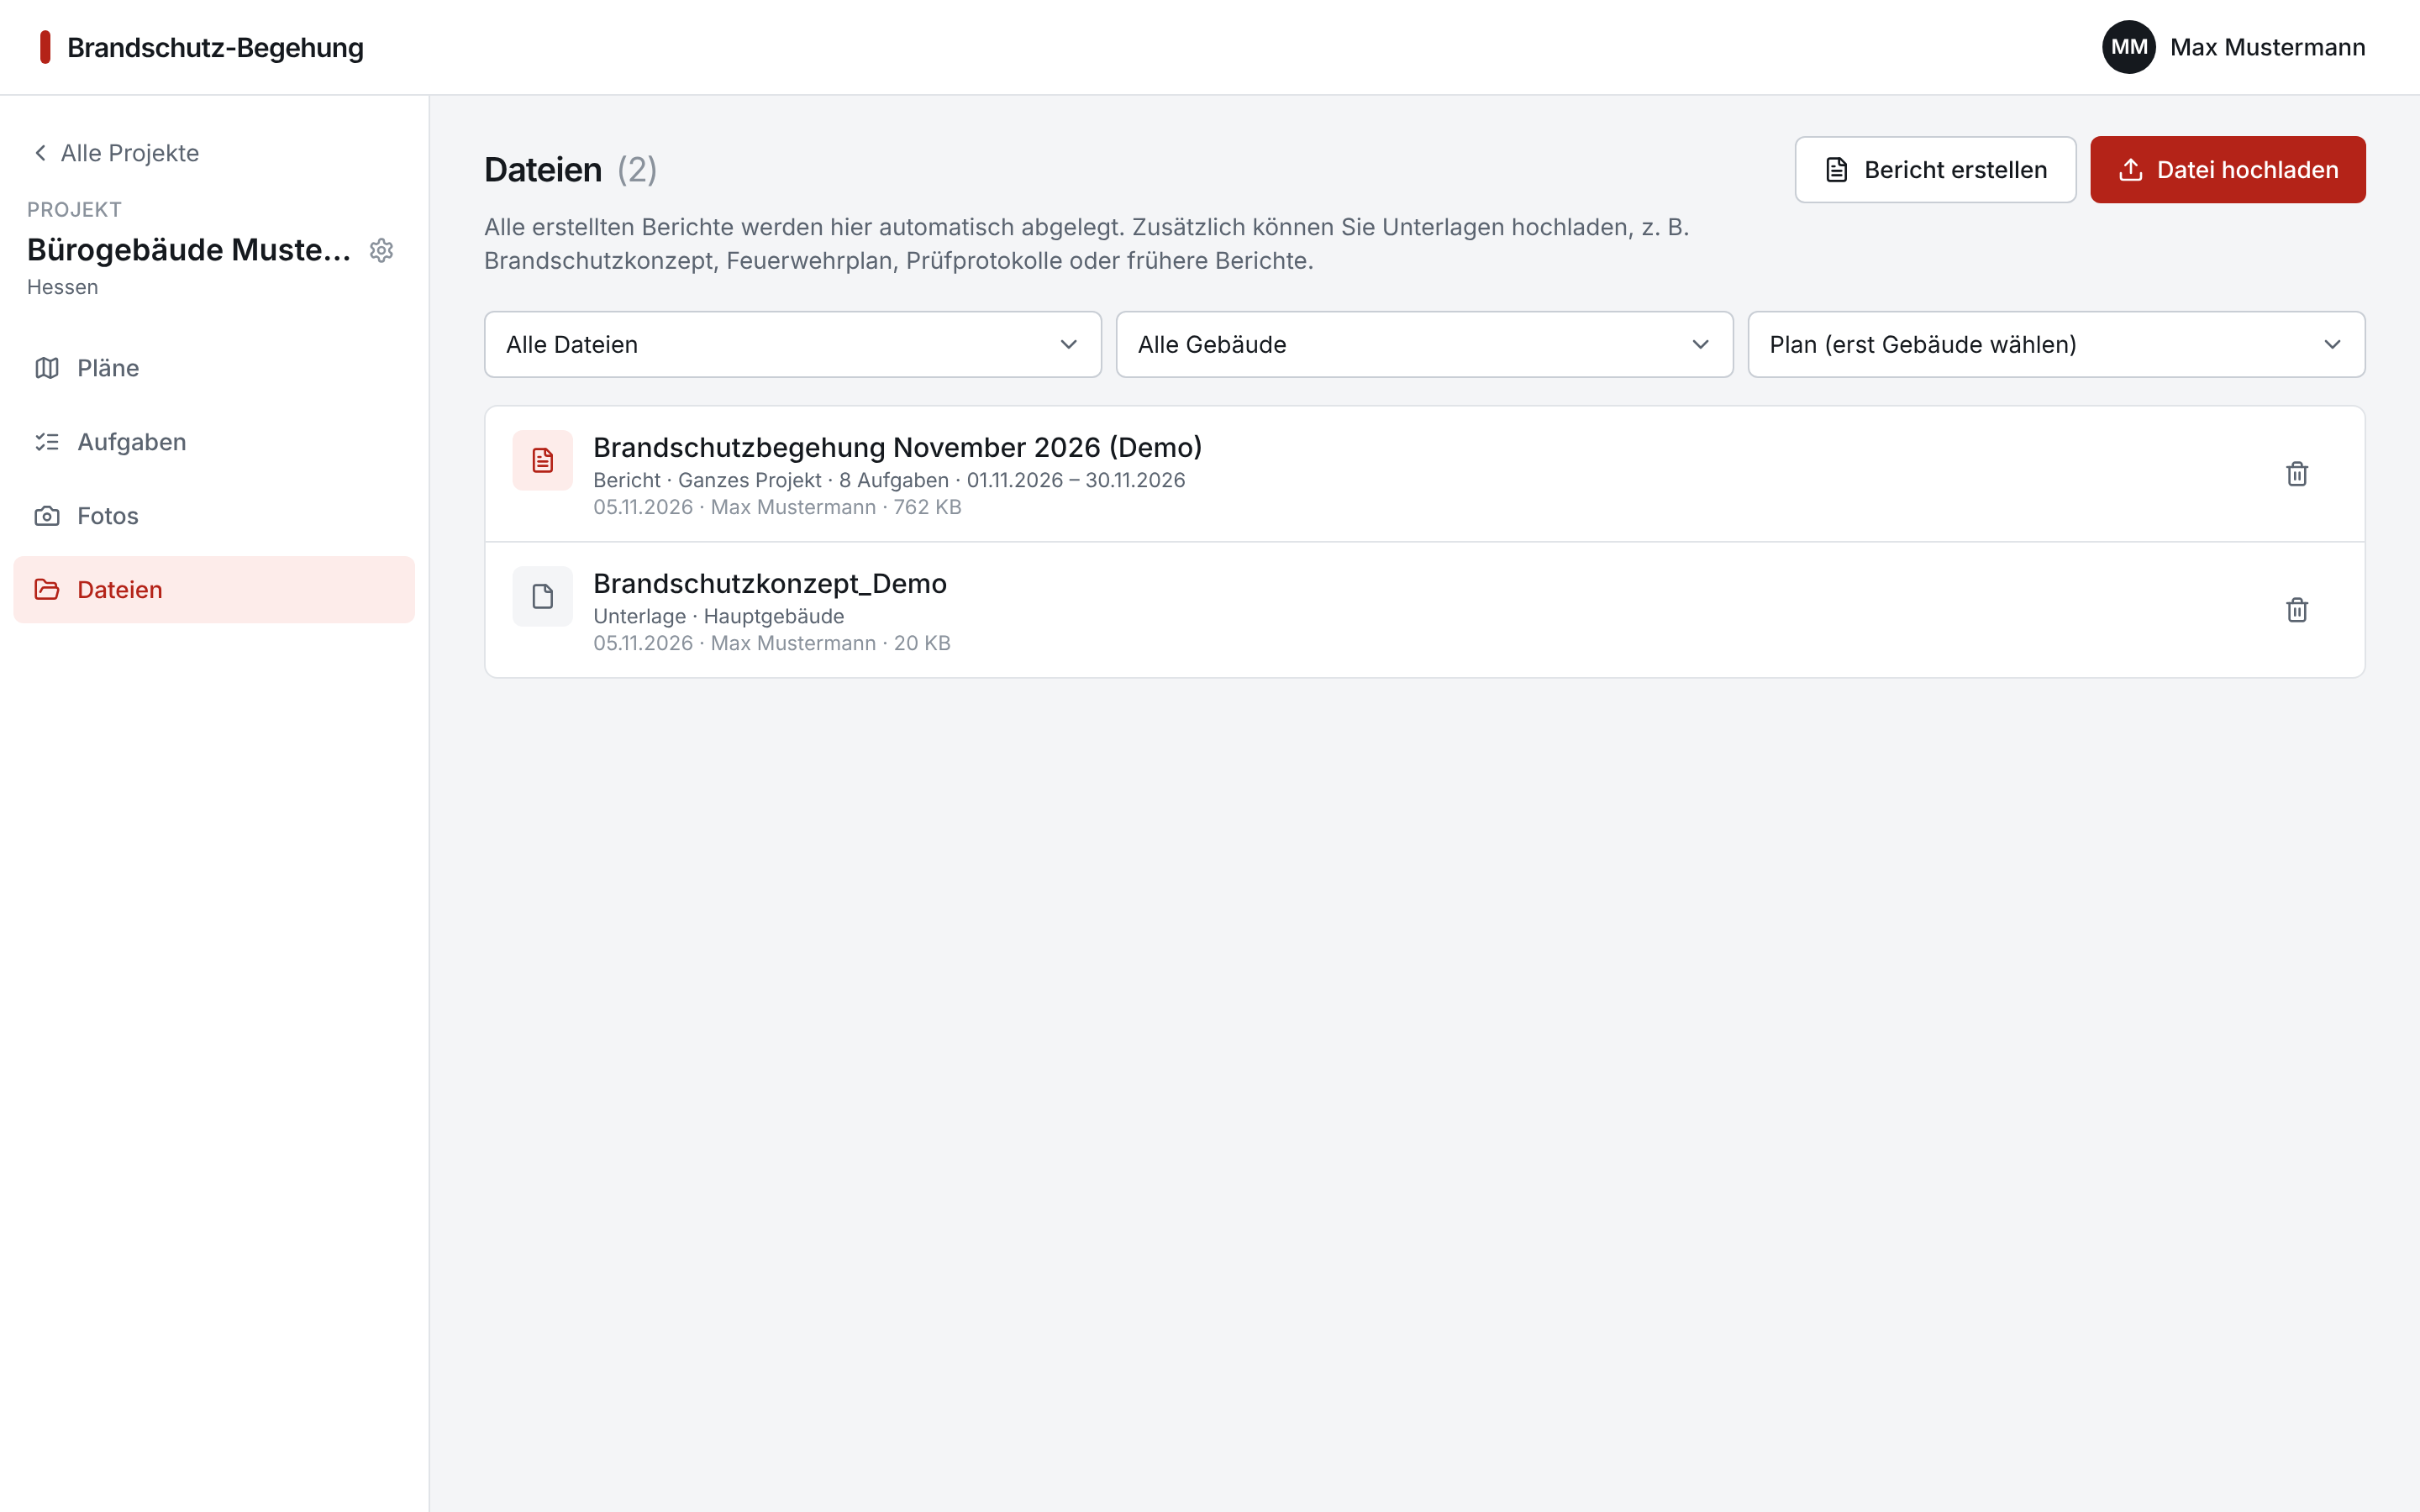 Brandschutz-Begehung
MM Max Mustermann
Alle Projekte
PROJEKT
Bürogebäude Muste...
Hessen
Pläne
Aufgaben
Fotos
Dateien
Dateien (2)
Bericht erstellen
Datei hochladen
Alle erstellten Berichte werden hier automatisch abgelegt. Zusätzlich können Sie Unterlagen hochladen, z. B.
Brandschutzkonzept, Feuerwehrplan, Prüfprotokolle oder frühere Berichte.
Alle Dateien
Alle Gebäude
Plan (erst Gebäude wählen)
Brandschutzbegehung November 2026 (Demo)
Bericht · Ganzes Projekt · 8 Aufgaben · 01.11.2026 – 30.11.2026
05.11.2026 · Max Mustermann · 762 KB
Brandschutzkonzept_Demo
Unterlage · Hauptgebäude
05.11.2026 · Max Mustermann · 20 KB